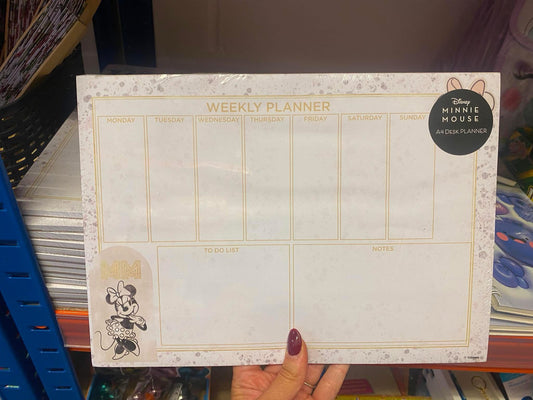 WEEKLY PLANNER
MONDAY TUESDAY WEDNESDAY THURSDAY FRIDAY SATURDAY SUNDAY
Disney
MINNIE
MOUSE
A4 DESK PLANNER
TO DO LIST
NOTES
MM